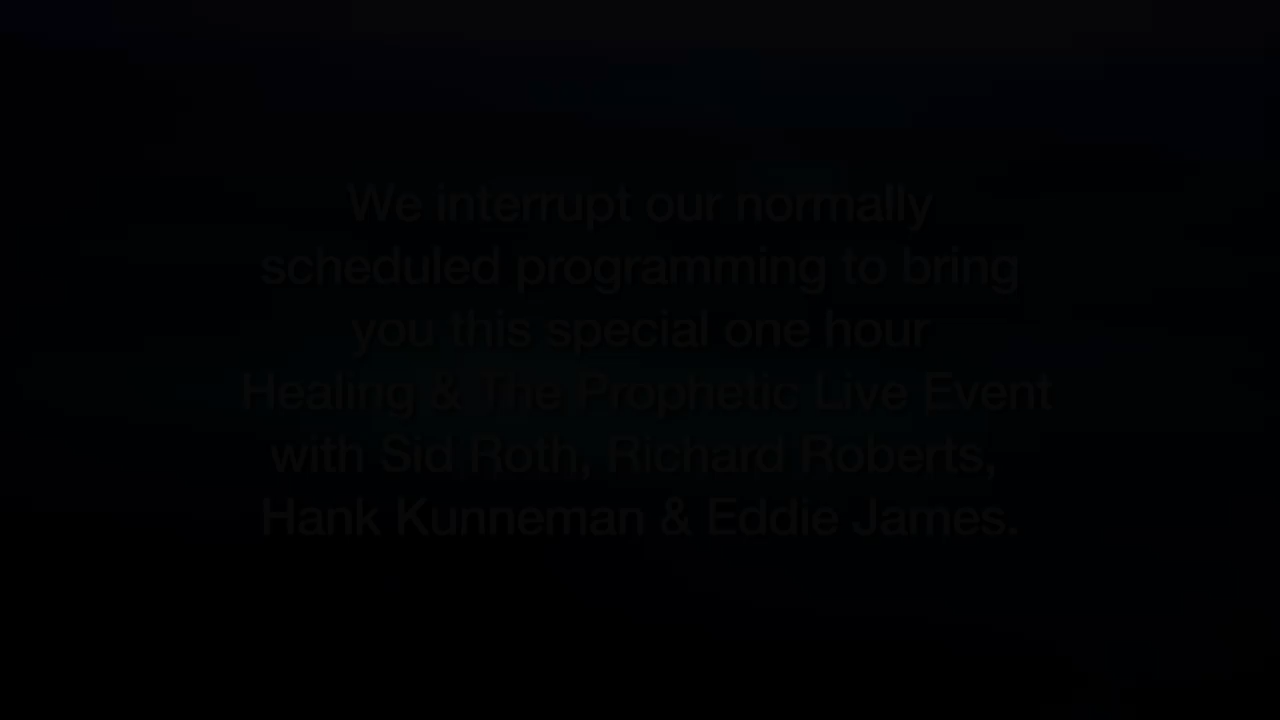 We interrupt our normally
scheduled programming to bring
you this special one hour
Healing & The Prophetic Live Event
with Sid Roth, Richard Roberts,
Hank Kunneman & Eddie James.